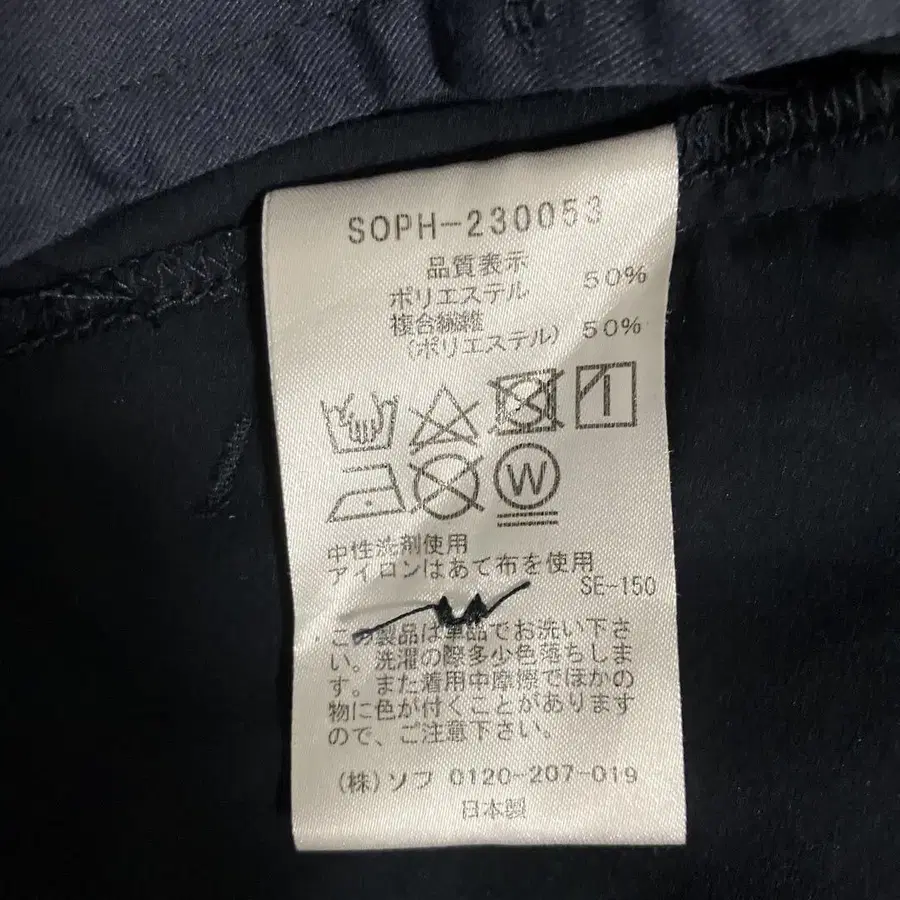 SOPH-230053
品質表示
ポリエステル 50%
複合繊維
(ポリエステル) 50%
W
中性洗剤使用
アイロンはあて布を使用
SE-150
この製品は単品でお洗い下さ
い。洗濯の際多少色落ちしま
す。また着用中摩擦でほかの
物に色が付くことがあります
ので、ご注意下さい。
(株)ソフ 0120-207-019
日本製